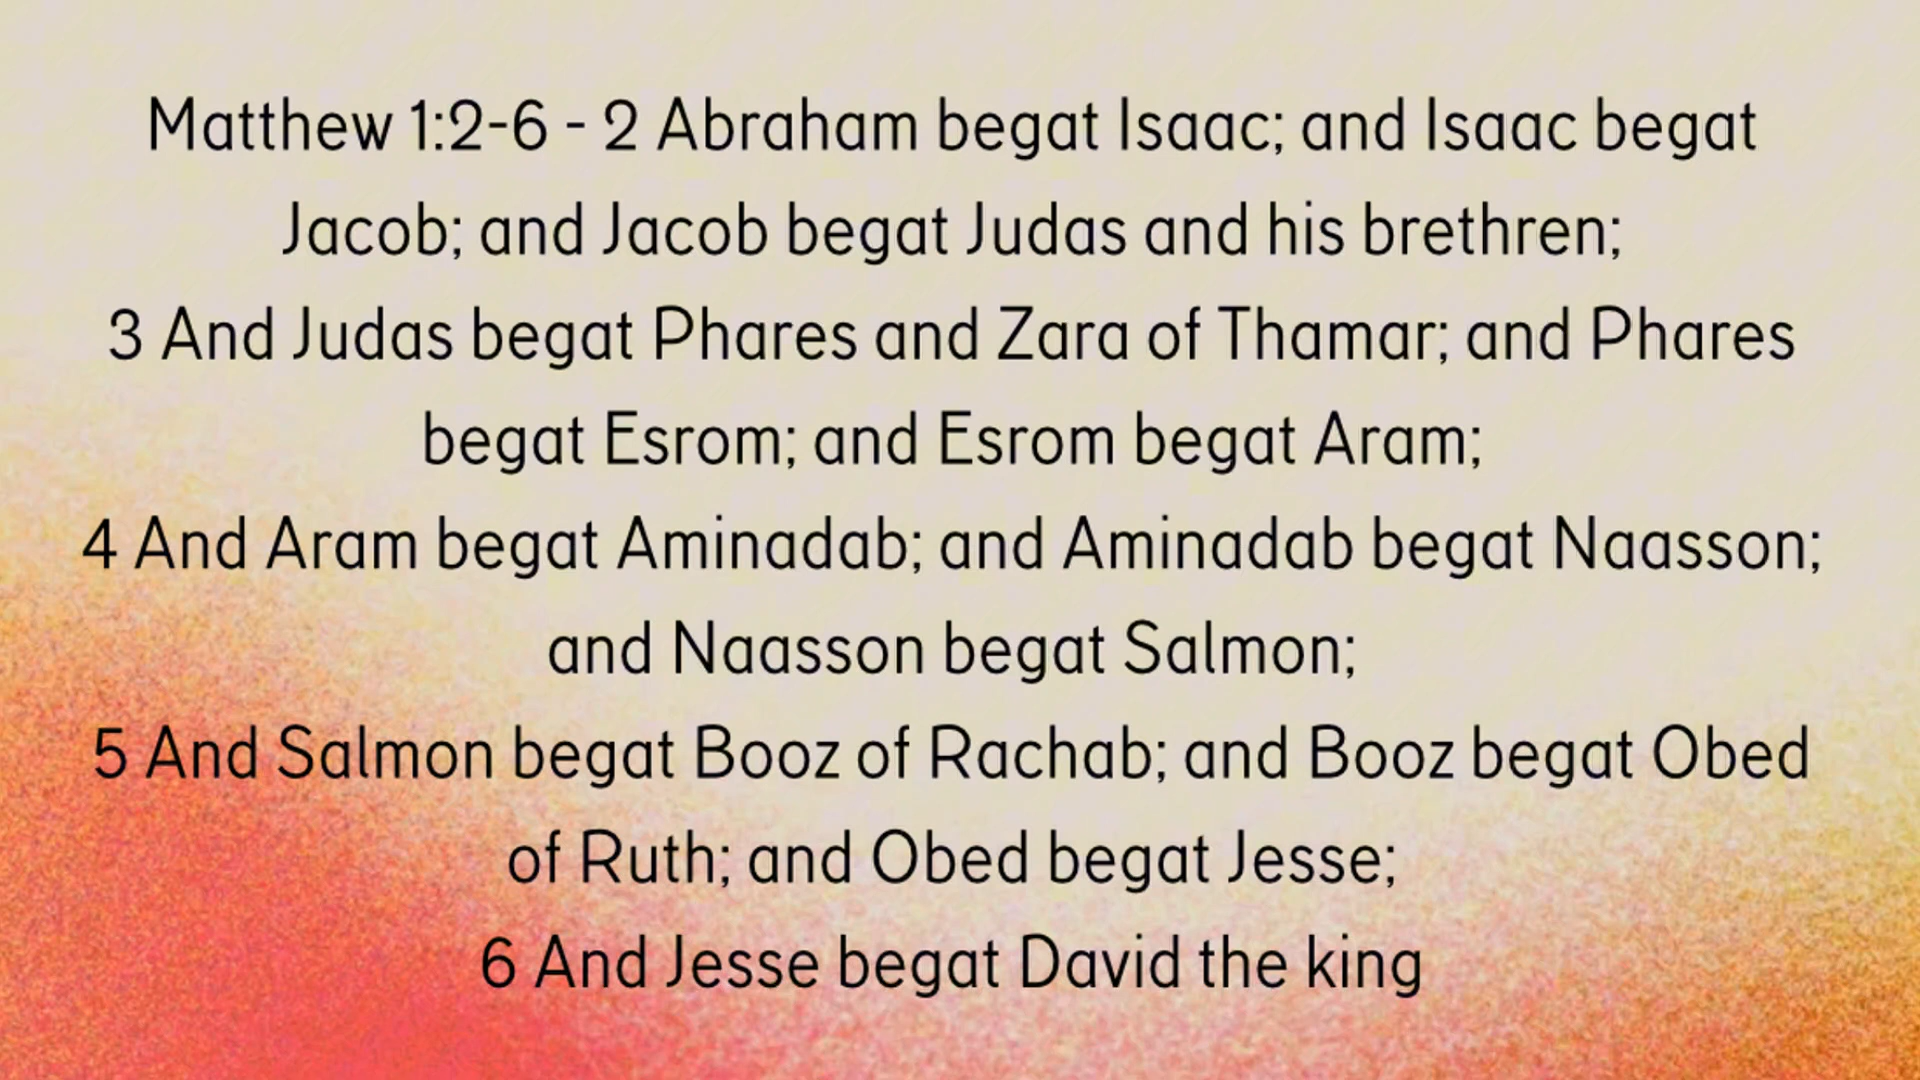 Matthew 1:2-6 - 2 Abraham begat Isaac; and Isaac begat
Jacob; and Jacob begat Judas and his brethren;
3 And Judas begat Phares and Zara of Thamar; and Phares
begat Esrom; and Esrom begat Aram;
4 And Aram begat Aminadab; and Aminadab begat Naasson;
and Naasson begat Salmon;
5 And Salmon begat Booz of Rachab; and Booz begat Obed
of Ruth; and Obed begat Jesse;
6 And Jesse begat David the king